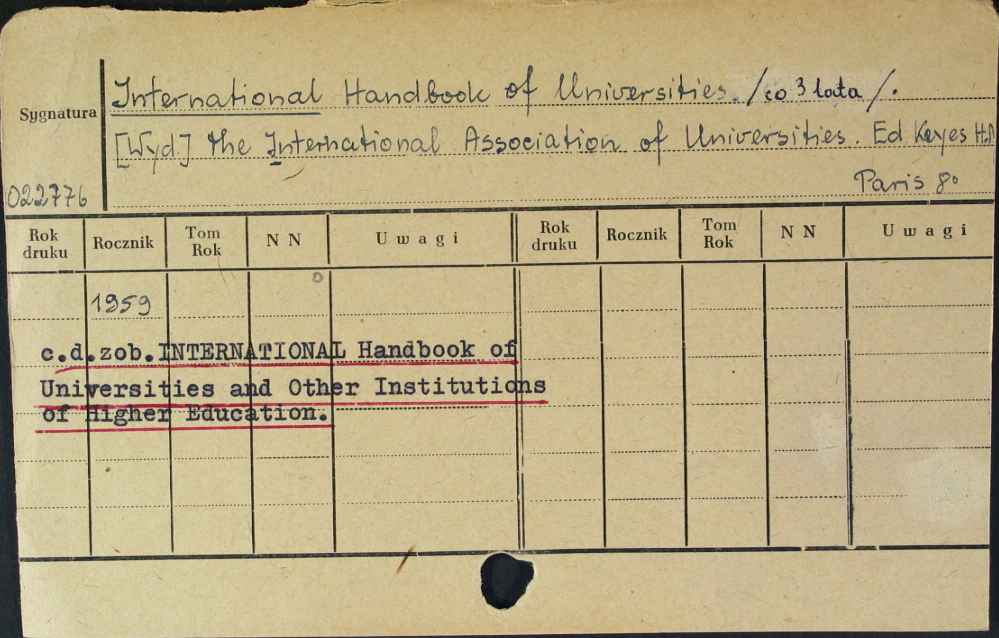 International Handbook of Universities. /co 3 lata/.
Sygnatura
[Wyd.] the International Association of Universities. Ed Keyes H.
022776
Paris 8°
Rok druku Rocznik Tom Rok N N Uwagi Rok druku Rocznik Tom Rok N N Uwagi
1959
c.d.zob.INTERNATIONAL Handbook of
Universities and Other Institutions
of Higher Education.